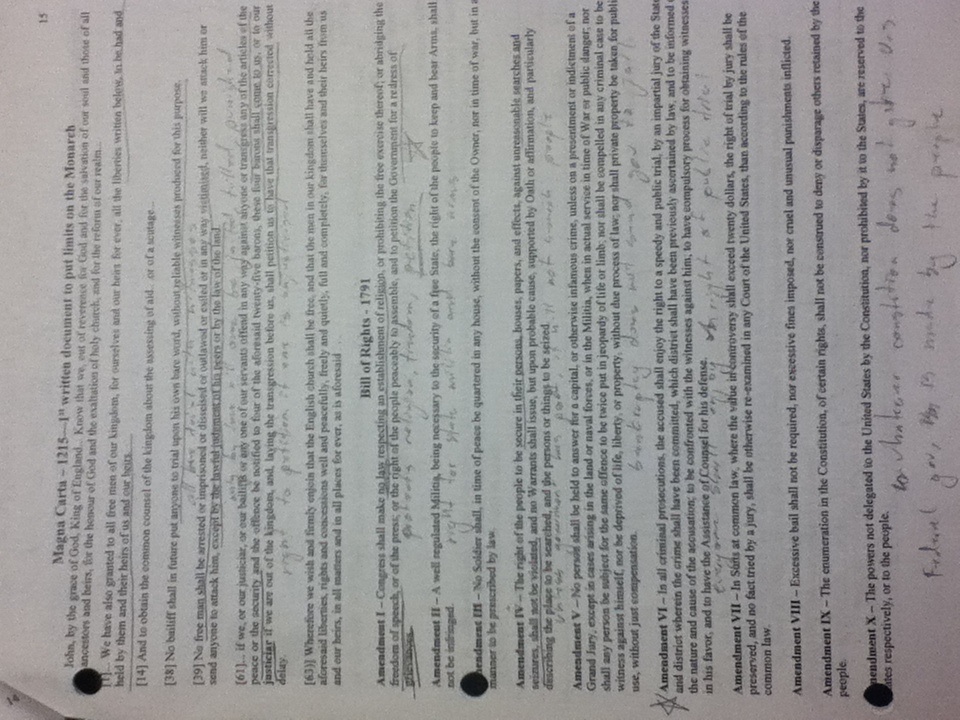 15
Magna Carta – 1215—1st written document to put limits on the Monarch
John, by the grace of God, King of England... Know that we, out of reverence for God and for the salvation of our soul and those of all
ancestors and heirs, for the honour of God and the exaltation of holy church, and for the reform of our realm...
[1]... We have also granted to all free men of our kingdom, for ourselves and our heirs for ever, all the liberties written below, to be had and
held by them and their heirs of us and our heirs.
[14] And to obtain the common counsel of the kingdom about the assessing of aid...or of a scutage...
[38] No bailiff shall in future put anyone to trial upon his own bare word, without reliable witnesses produced for this purpose.
all have trial with witnesses
[39] No free man shall be arrested or imprisoned or disseised or outlawed or exiled or in any way victimised, neither will we attack him or
send anyone to attack him, except by the lawful judgment of his peers or by the law of the land.
only by law
killed, punished
[61]... if we, or our justiciar, or our bailiffs or any one of our servants offend in any way against anyone or transgress any of the articles of the
peace or the security and the offence be notified to four of the aforesaid twenty-five barons, these four barons shall come to us, or to our
justiciar if we are out of the kingdom, and, laying the transgression before us, shall petition us to have that transgression corrected without
delay.
right to petition if one is
[63)] Wherefore we wish and firmly enjoin that the English church shall be free, and that the men in our kingdom shall have and hold all the
aforesaid liberties, rights and concessions well and peacefully, freely and quietly, full and completely, for themselves and their heirs from us
and our heirs, in all matters and in all places for ever, as is aforesaid...
Bill of Rights - 1791
Amendment I – Congress shall make no law respecting an establishment of religion, or prohibiting the free exercise thereof; or abridging the
freedom of speech, or of the press; or the right of the people peaceably to assemble, and to petition the Government for a redress of
grievances.
protects religion, freedom, petition
Amendment II – A well regulated Militia, being necessary to the security of a free State, the right of the people to keep and bear Arms, shall
not be infringed.
right for state militia and bare arms
endment III – No Soldier shall, in time of peace be quartered in any house, without the consent of the Owner, nor in time of war, but in a
manner to be prescribed by law.
Amendment IV – The right of the people to be secure in their persons, houses, papers, and effects, against unreasonable searches and
seizures, shall not be violated, and no Warrants shall issue, but upon probable cause, supported by Oath or affirmation, and particularly
describing the place to be searched, and the persons or things to be seized.
government has
will not search people
Amendment V – No person shall be held to answer for a capital, or otherwise infamous crime, unless on a presentment or indictment of a
Grand Jury, except in cases arising in the land or naval forces, or in the Militia, when in actual service in time of War or public danger; nor
shall any person be subject for the same offence to be twice put in jeopardy of life or limb; nor shall be compelled in any criminal case to be
witness against himself, nor be deprived of life, liberty, or property, without due process of law; nor shall private property be taken for publi
use, without just compensation.
bankruptcy does not send to jail
Amendment VI – In all criminal prosecutions, the accused shall enjoy the right to a speedy and public trial, by an impartial jury of the State
and district wherein the crime shall have been committed, which district shall have been previously ascertained by law, and to be informed o
the nature and cause of the accusation; to be confronted with the witnesses against him; to have compulsory process for obtaining witnesses
in his favor, and to have the Assistance of Counsel for his defense.
everyone shall right of public trial
Amendment VII – In Suits at common law, where the value in controversy shall exceed twenty dollars, the right of trial by jury shall be
preserved, and no fact tried by a jury, shall be otherwise re-examined in any Court of the United States, than according to the rules of the
common law.
Amendment VIII – Excessive bail shall not be required, nor excessive fines imposed, nor cruel and unusual punishments inflicted.
Amendment IX – The enumeration in the Constitution, of certain rights, shall not be construed to deny or disparage others retained by the
people.
mendment X – The powers not delegated to the United States by the Constitution, nor prohibited by it to the States, are reserved to the
ates respectively, or to the people.
whatever constition does not give
Federal gov, is made by the people